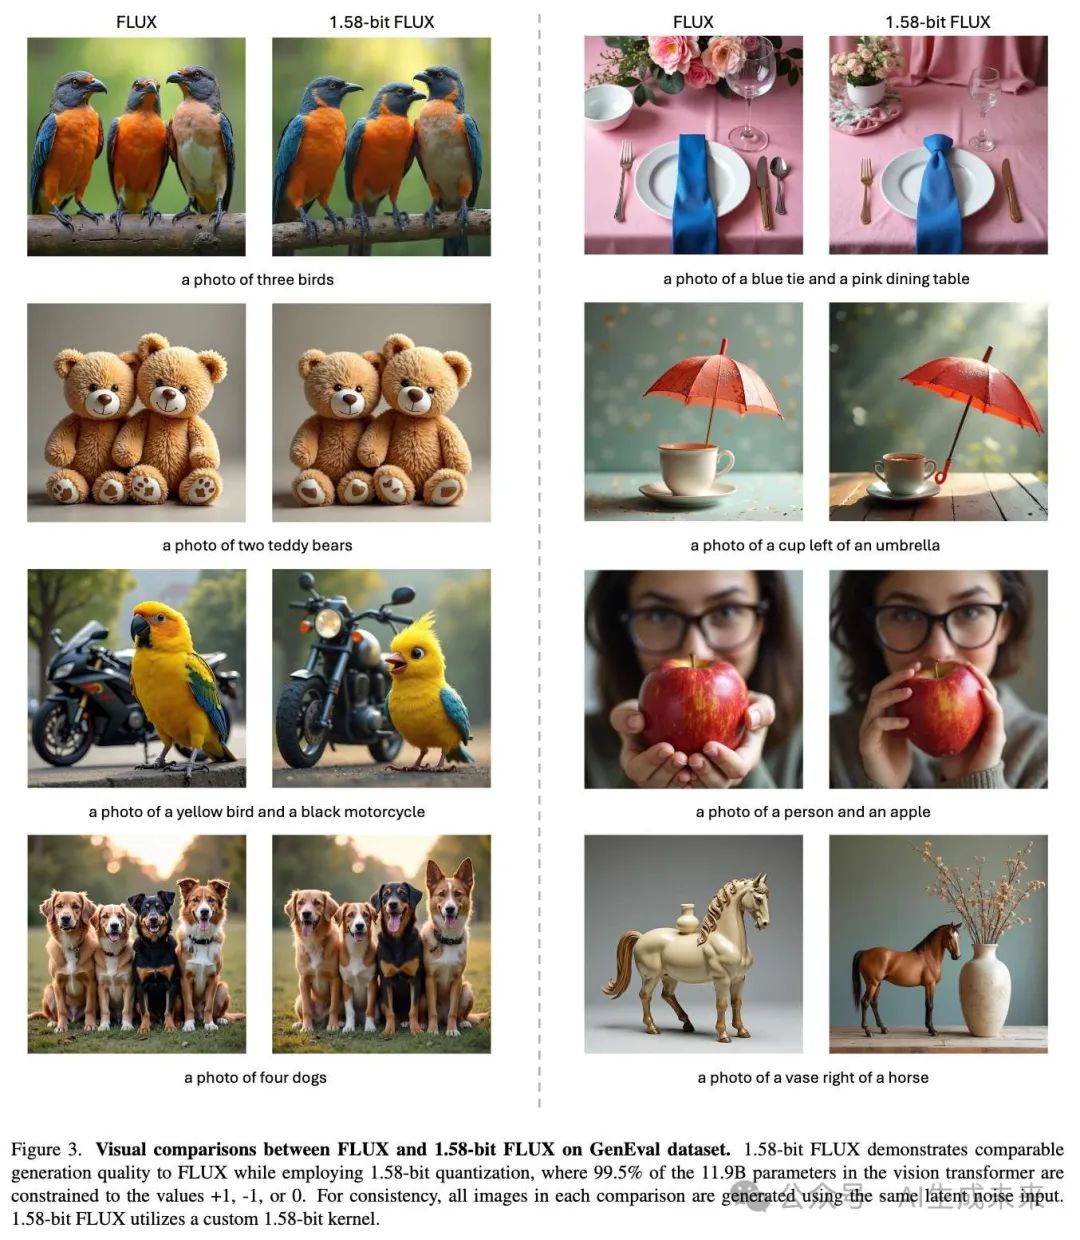 FLUX
1.58-bit FLUX
FLUX
1.58-bit FLUX
a photo of three birds
a photo of a blue tie and a pink dining table
a photo of two teddy bears
a photo of a cup left of an umbrella
a photo of a yellow bird and a black motorcycle
a photo of a person and an apple
a photo of four dogs
a photo of a vase right of a horse
Figure 3. Visual comparisons between FLUX and 1.58-bit FLUX on GenEval dataset. 1.58-bit FLUX demonstrates comparable
generation quality to FLUX while employing 1.58-bit quantization, where 99.5% of the 11.9B parameters in the vision transformer are
constrained to the values +1, -1, or 0. For consistency, all images in each comparison are generated using the same latent noise input.
1.58-bit FLUX utilizes a custom 1.58-bit kernel.
公众号 · AI生成未来